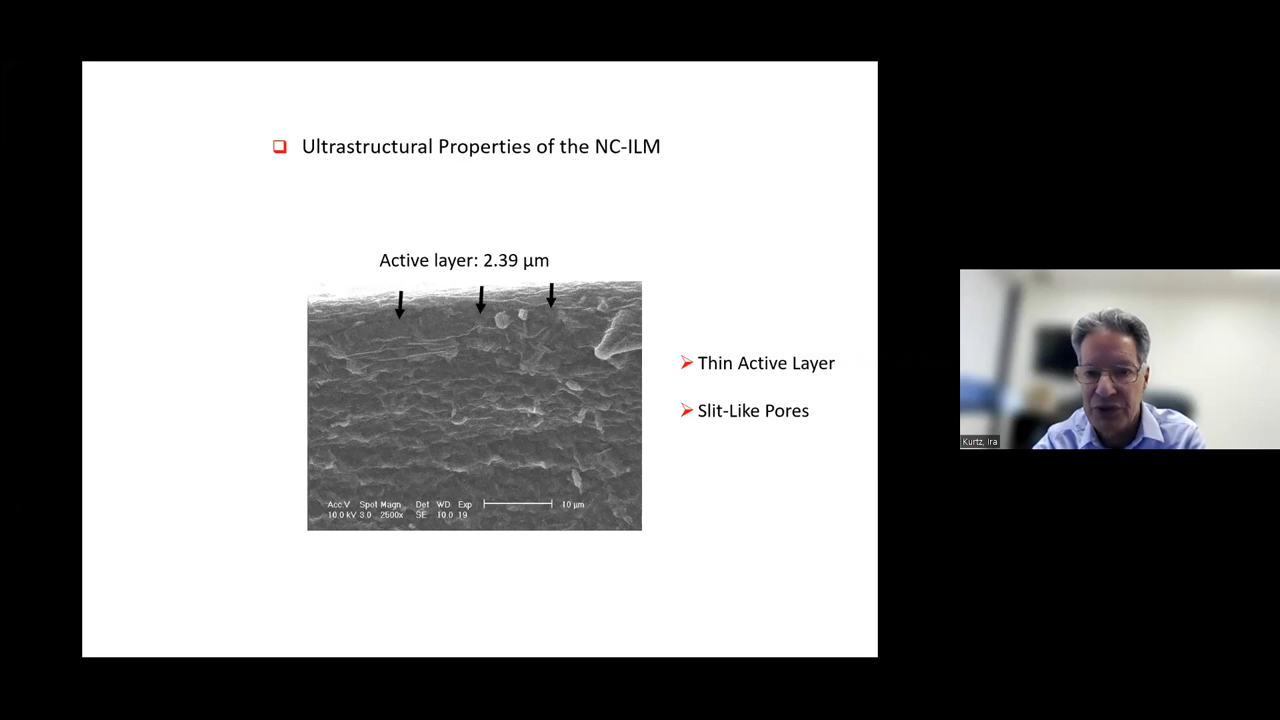 Ultrastructural Properties of the NC-ILM
Active layer: 2.39 µm
Thin Active Layer
Slit-Like Pores
Acc.V Spot Magn Det WD Exp
10.0 kV 3.0 2500x SE 10.0 19
10 µm
Kurtz, Ira